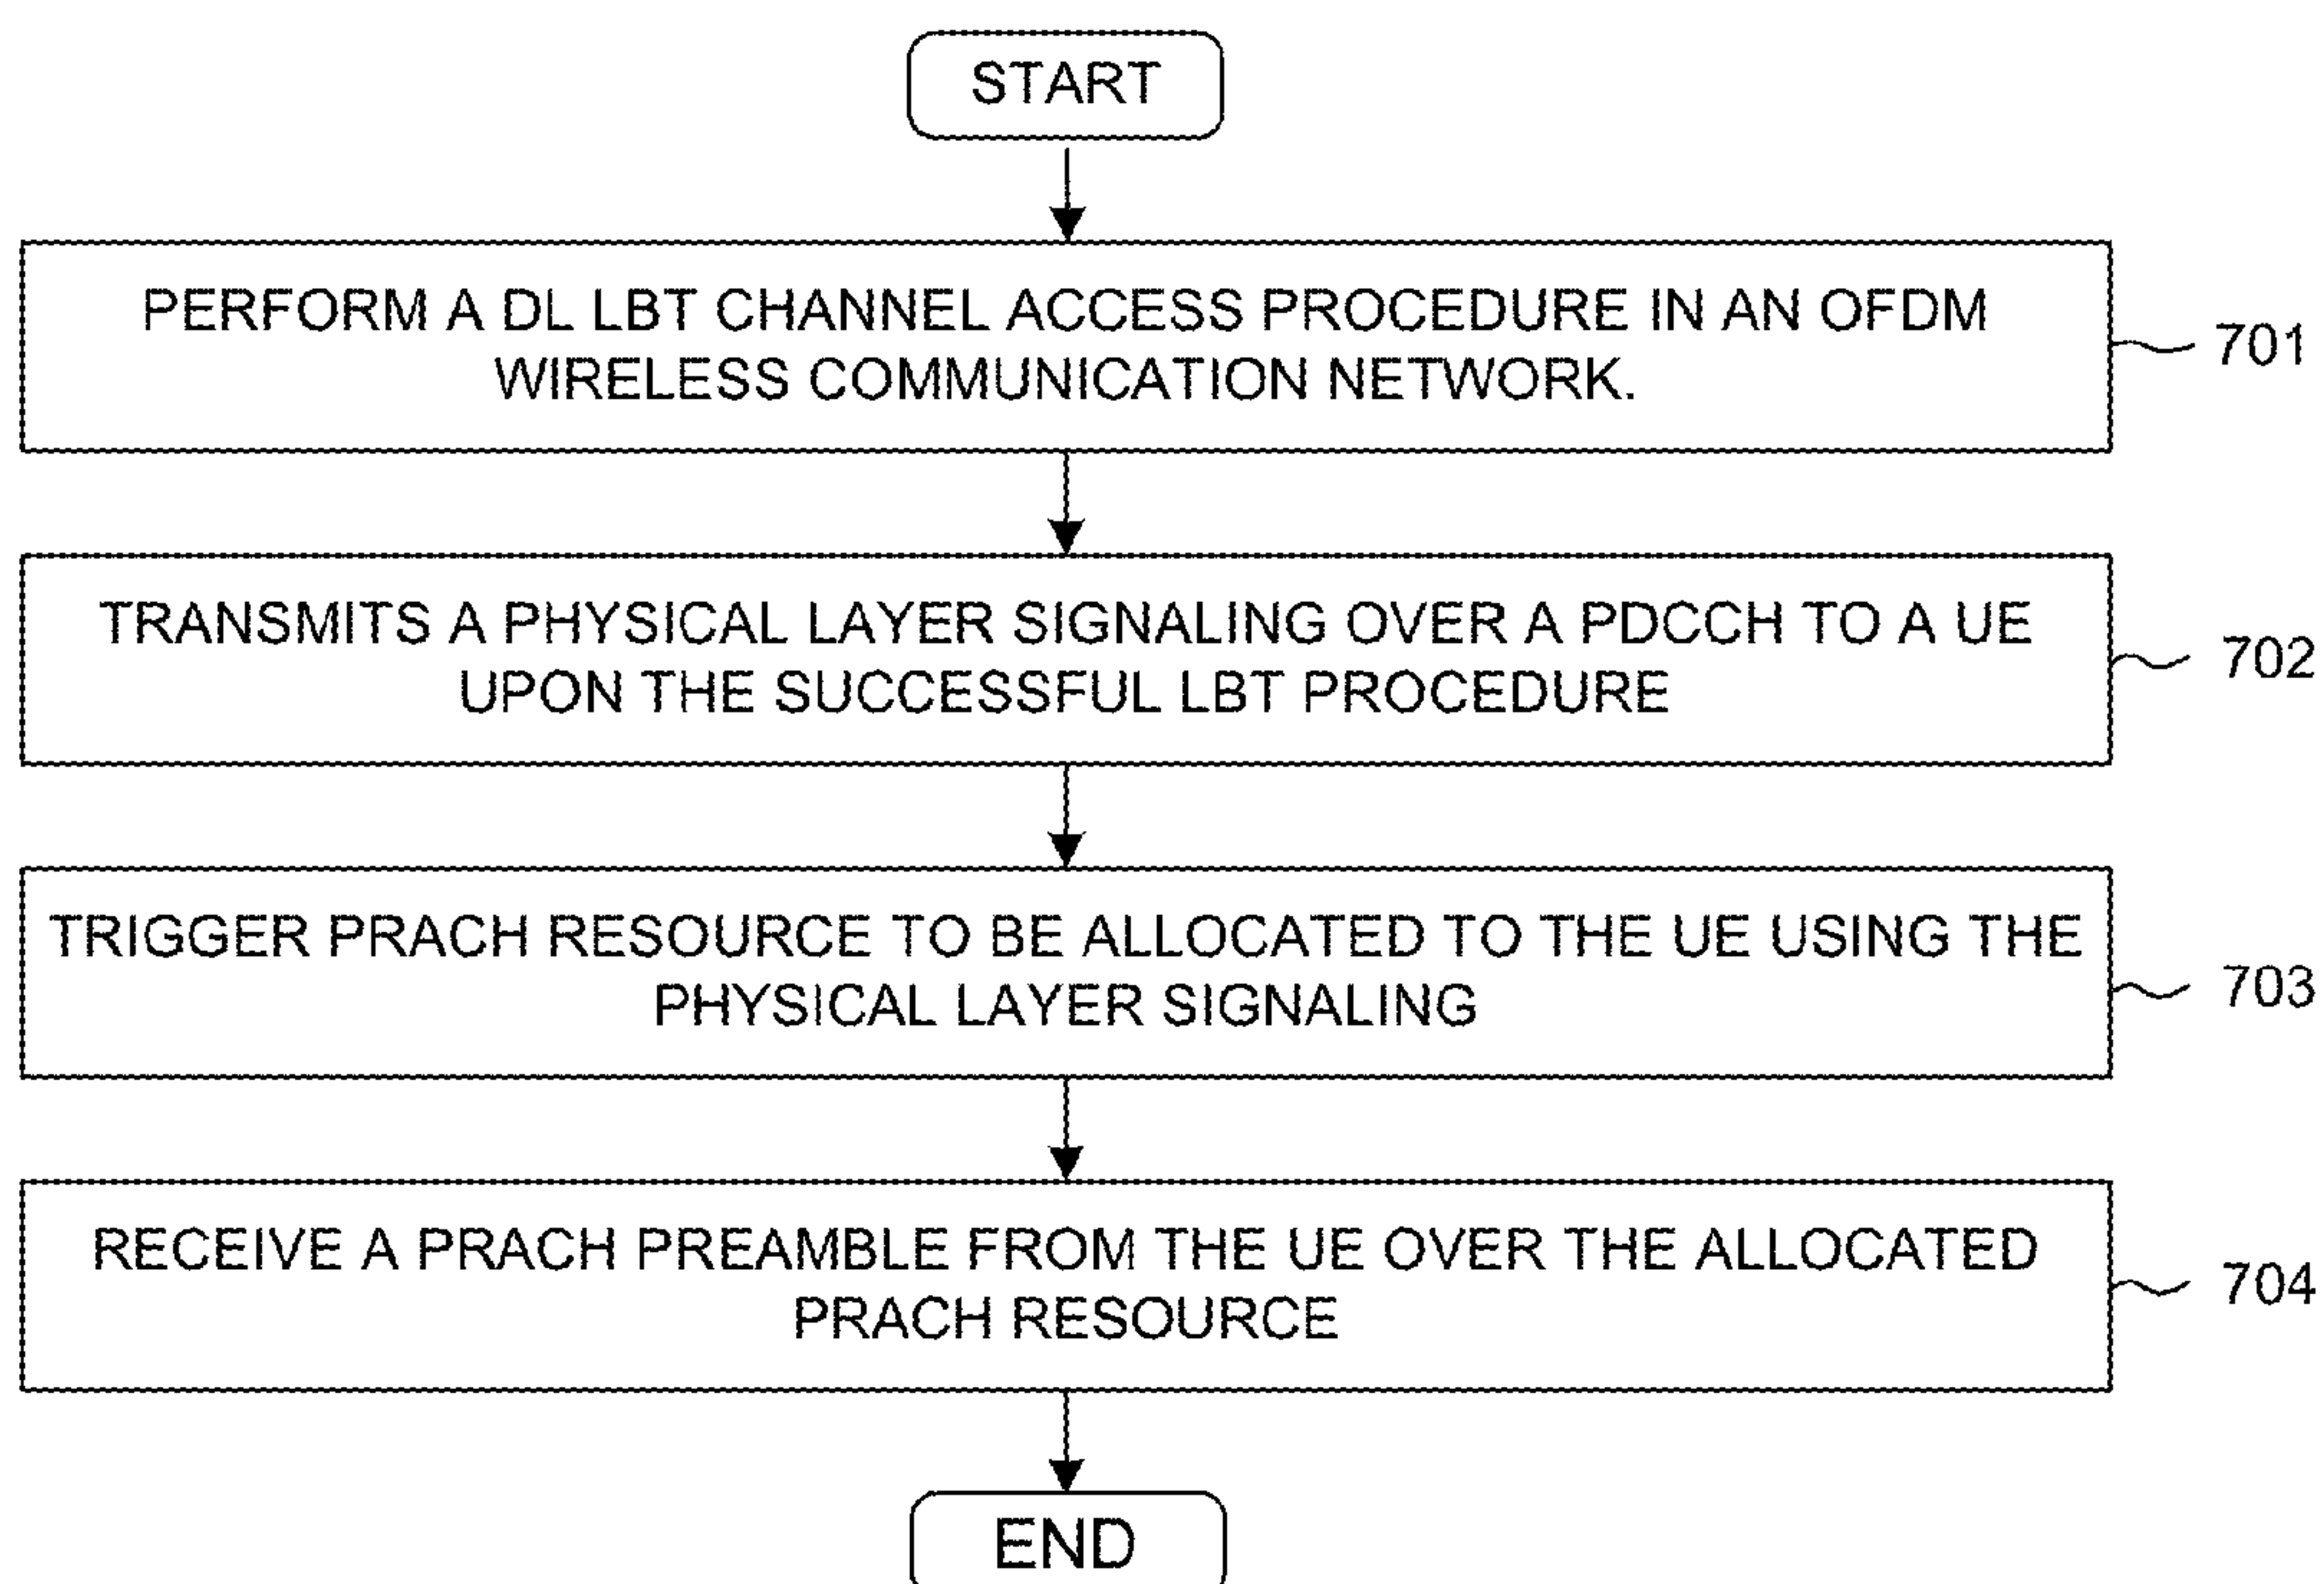 START
PERFORM A DL LBT CHANNEL ACCESS PROCEDURE IN AN OFDM
WIRELESS COMMUNICATION NETWORK.
701
TRANSMITS A PHYSICAL LAYER SIGNALING OVER A PDCCH TO A UE
UPON THE SUCCESSFUL LBT PROCEDURE
702
TRIGGER PRACH RESOURCE TO BE ALLOCATED TO THE UE USING THE
PHYSICAL LAYER SIGNALING
703
RECEIVE A PRACH PREAMBLE FROM THE UE OVER THE ALLOCATED
PRACH RESOURCE
704
END